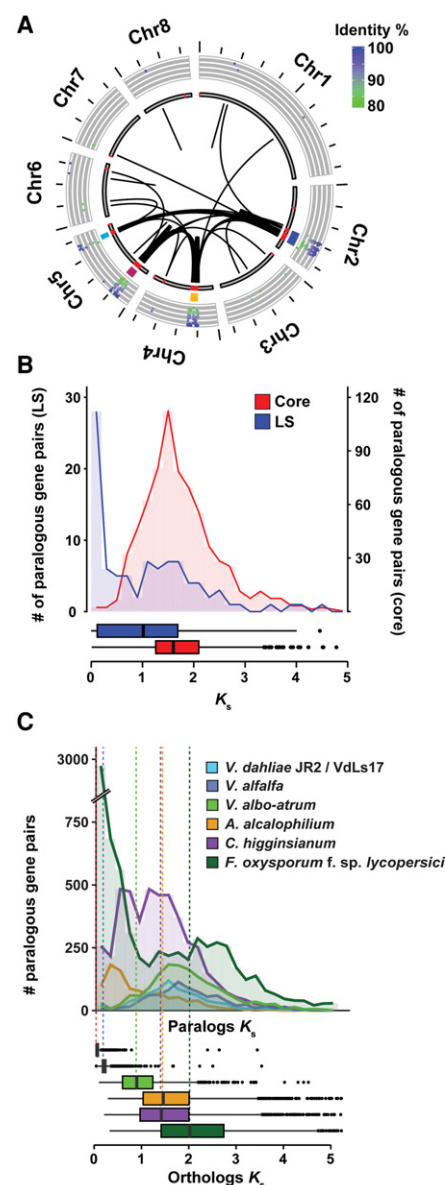 A
Identity %
100
90
80
Chr1
Chr2
Chr3
Chr4
Chr5
Chr6
Chr7
Chr8
B
# of paralogous gene pairs (LS)
30
20
10
0
Core
LS
# of paralogous gene pairs (core)
120
90
60
30
0 1 2 3 4 5
Ks
C
# paralogous gene pairs
3000
750
500
250
0
V. dahliae JR2 / VdLs17
V. alfalfa
V. albo-atrum
A. alcalophilium
C. higginsianum
F. oxysporum f. sp. lycopersici
Paralogs Ks
0 1 2 3 4 5
Orthologs Ks